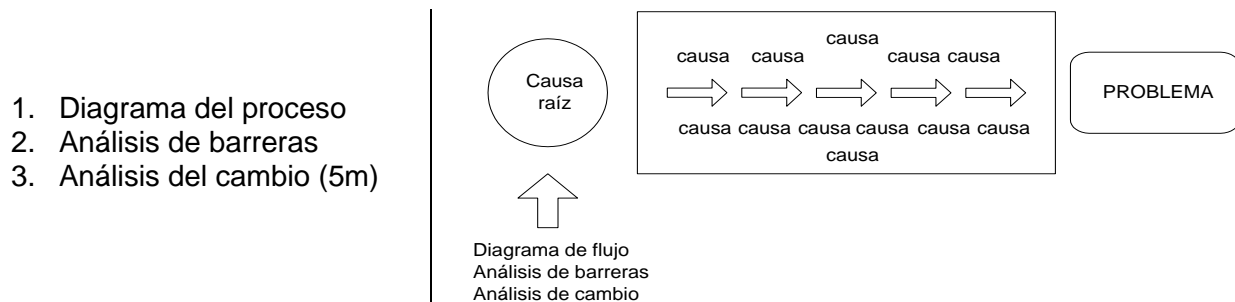 1. Diagrama del proceso
2. Análisis de barreras
3. Análisis del cambio (5m)
Causa
raíz
causa
causa causa causa causa
causa causa causa causa causa causa
causa
PROBLEMA
Diagrama de flujo
Análisis de barreras
Análisis de cambio